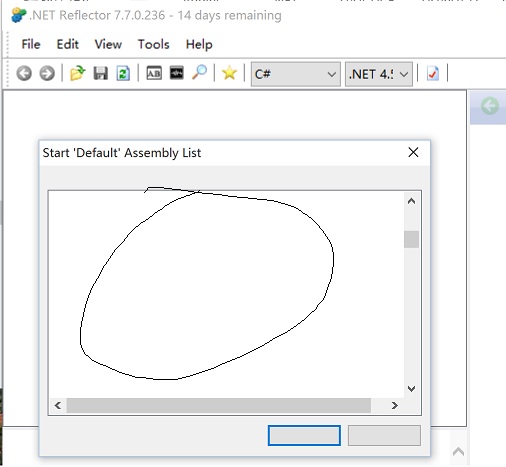 .NET Reflector 7.7.0.236 - 14 days remaining
File Edit View Tools Help
AB C# .NET 4.
Start 'Default' Assembly List